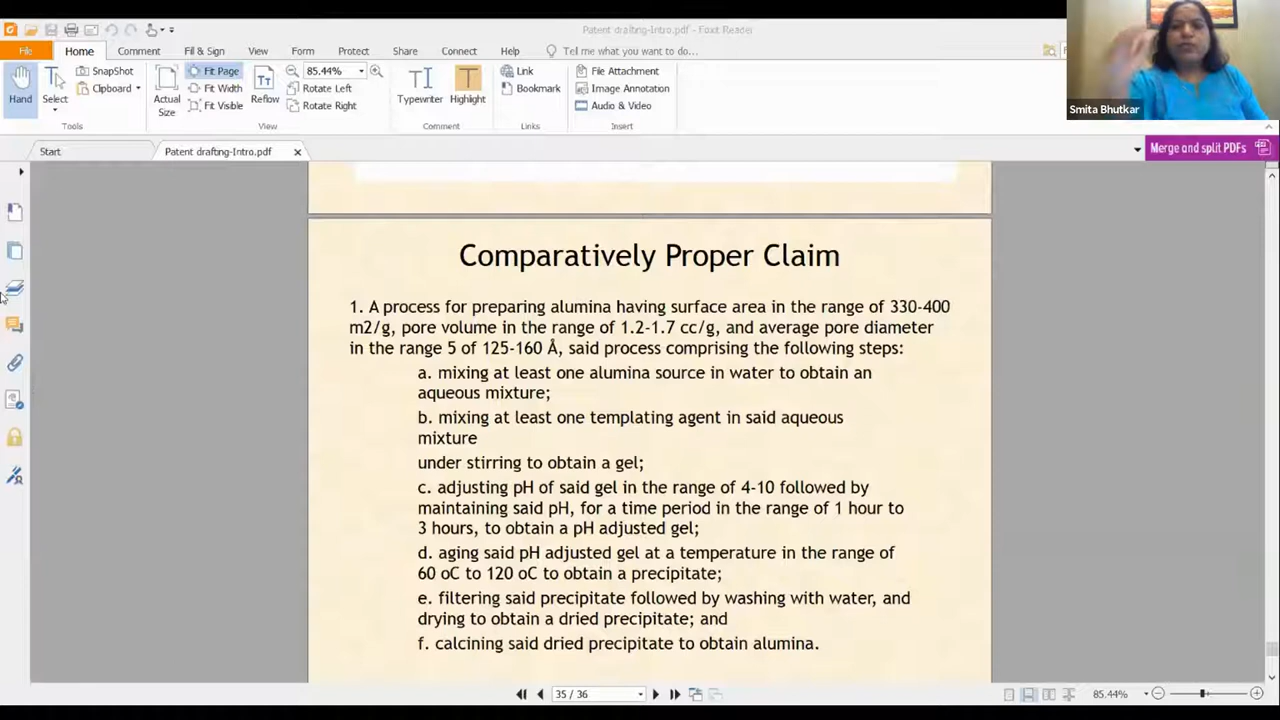 Patent drafting-Intro.pdf - Foxit Reader
File Home Comment Fill & Sign View Form Protect Share Connect Help Tell me what you want to do...
Hand
Select
SnapShot
Clipboard
Tools
Actual
Size
Fit Page
Fit Width
Fit Visible
Reflow
85.44%
Rotate Left
Rotate Right
View
Typewriter
Highlight
Comment
Link
Bookmark
Links
File Attachment
Image Annotation
Audio & Video
Insert
Smita Bhutkar
Start
Patent drafting-Intro.pdf
Merge and split PDFs
Comparatively Proper Claim
1. A process for preparing alumina having surface area in the range of 330-400
m2/g, pore volume in the range of 1.2-1.7 cc/g, and average pore diameter
in the range 5 of 125-160 Å, said process comprising the following steps:
a. mixing at least one alumina source in water to obtain an
aqueous mixture;
b. mixing at least one templating agent in said aqueous
mixture
under stirring to obtain a gel;
c. adjusting pH of said gel in the range of 4-10 followed by
maintaining said pH, for a time period in the range of 1 hour to
3 hours, to obtain a pH adjusted gel;
d. aging said pH adjusted gel at a temperature in the range of
60 oC to 120 oC to obtain a precipitate;
e. filtering said precipitate followed by washing with water, and
drying to obtain a dried precipitate; and
f. calcining said dried precipitate to obtain alumina.
35 / 36
85.44%